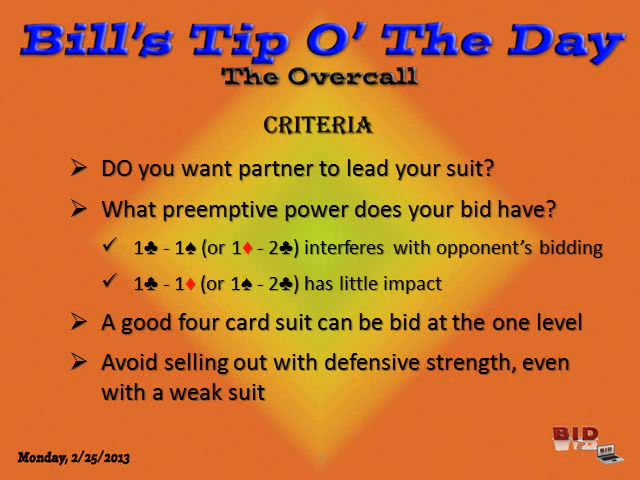 Bill's Tip O' The Day
The Overcall
CRITERIA
➢ DO you want partner to lead your suit?
➢ What preemptive power does your bid have?
✓ 1♣ - 1♠ (or 1♦ - 2♣) interferes with opponent's bidding
✓ 1♣ - 1♦ (or 1♠ - 2♣) has little impact
➢ A good four card suit can be bid at the one level
➢ Avoid selling out with defensive strength, even
with a weak suit
BID
Monday, 2/25/2013